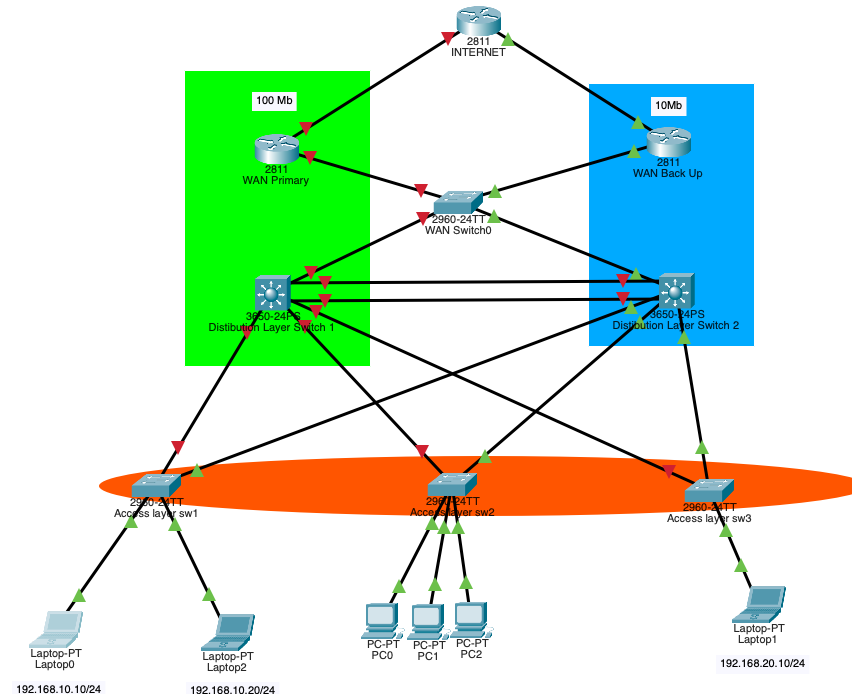 2811
INTERNET
100 Mb
10Mb
2811
WAN Primary
2811
WAN Back Up
2960-24TT
WAN Switch0
3650-24PS
Distibution Layer Switch 1
3650-24PS
Distibution Layer Switch 2
2960-24TT
Access layer sw1
2960-24TT
Access layer sw2
2960-24TT
Access layer sw3
Laptop-PT
Laptop0
Laptop-PT
Laptop2
PC-PT
PC0
PC-PT
PC1
PC-PT
PC2
Laptop-PT
Laptop1
192.168.10.10/24
192.168.10.20/24
192.168.20.10/24